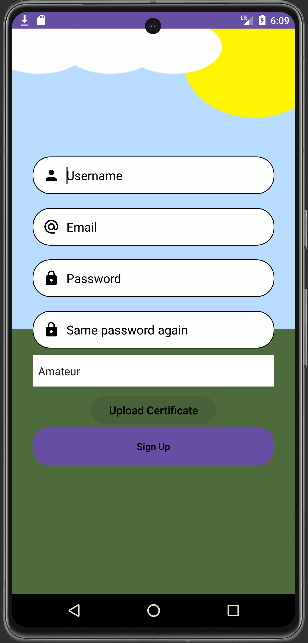 6:09
Username
Email
Password
Same password again
Amateur
Upload Certificate
Sign Up